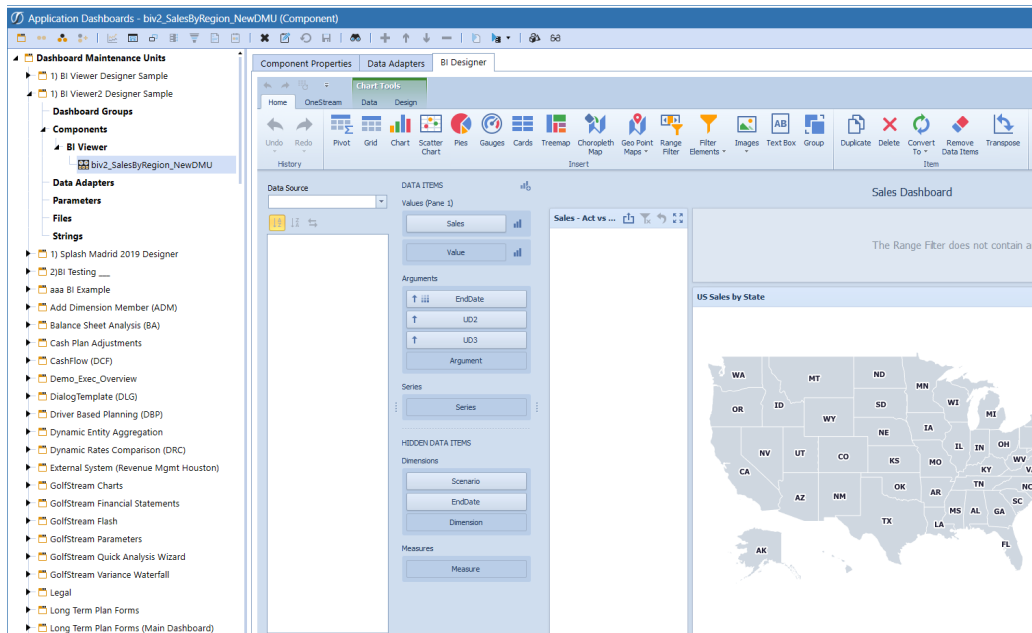 Application Dashboards - biv2_SalesByRegion_NewDMU (Component)
Dashboard Maintenance Units
1) BI Viewer Designer Sample
1) BI Viewer2 Designer Sample
Dashboard Groups
Components
BI Viewer
biv2_SalesByRegion_NewDMU
Data Adapters
Parameters
Files
Strings
1) Splash Madrid 2019 Designer
2)BI Testing ___
aaa BI Example
Add Dimension Member (ADM)
Balance Sheet Analysis (BA)
Cash Plan Adjustments
CashFlow (DCF)
Demo_Exec_Overview
DialogTemplate (DLG)
Driver Based Planning (DBP)
Dynamic Entity Aggregation
Dynamic Rates Comparison (DRC)
External System (Revenue Mgmt Houston)
GolfStream Charts
GolfStream Financial Statements
GolfStream Flash
GolfStream Parameters
GolfStream Quick Analysis Wizard
GolfStream Variance Waterfall
Legal
Long Term Plan Forms
Long Term Plan Forms (Main Dashboard)
Component Properties Data Adapters BI Designer
Chart Tools
Home OneStream Data Design
Undo Redo Pivot Grid Chart Scatter Chart Pies Gauges Cards Treemap Choropleth Map Geo Point Maps Range Filter Filter Elements Images Text Box Group Duplicate Delete Convert To Remove Data Items Transpose
History Insert Item
Data Source
DATA ITEMS
Values (Pane 1)
Sales
Value
Arguments
EndDate
UD2
UD3
Argument
Series
Series
HIDDEN DATA ITEMS
Dimensions
Scenario
EndDate
Dimension
Measures
Measure
Sales Dashboard
Sales - Act vs ...
The Range Filter does not contain a
US Sales by State
WA MT ND MN
OR ID SD WI MI
WY NE IA
NV UT CO IL IN OH
CA KS MO KY WV
AZ NM OK AR TN NC
MS AL GA SC
TX LA
AK FL